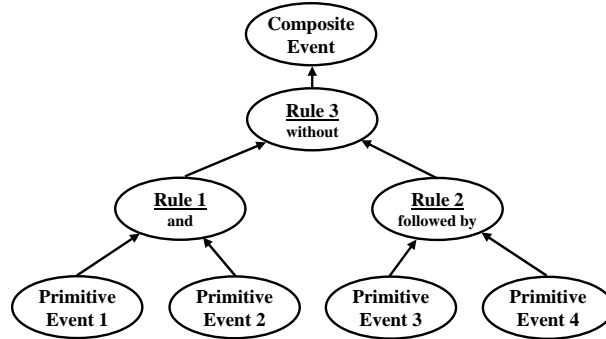 Composite
Event
Rule 3
without
Rule 1
and
Rule 2
followed by
Primitive
Event 1
Primitive
Event 2
Primitive
Event 3
Primitive
Event 4